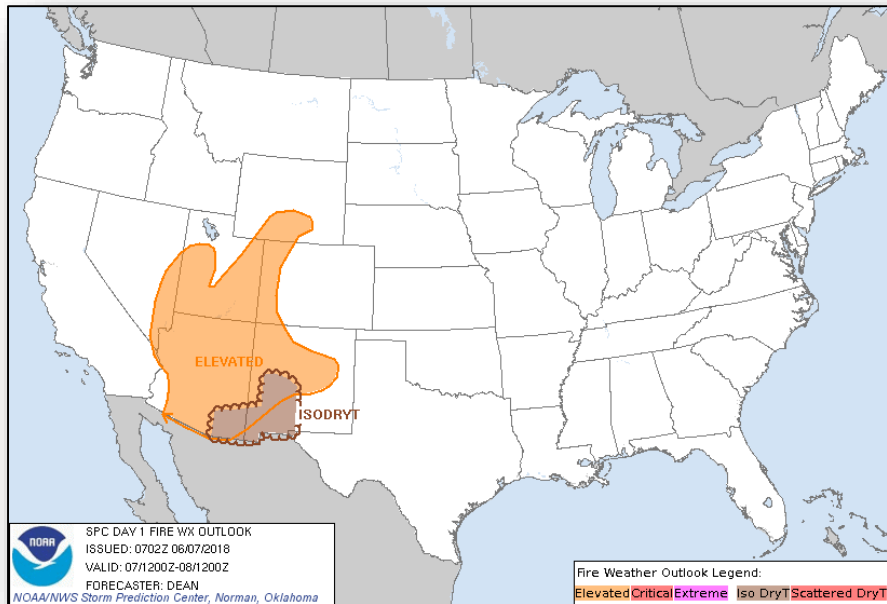 ELEVATED
ISODRYT
NOAA
SPC DAY 1 FIRE WX OUTLOOK
ISSUED: 0702Z 06/07/2018
VALID: 07/1200Z-08/1200Z
FORECASTER: DEAN
NOAA/NWS Storm Prediction Center, Norman, Oklahoma
Fire Weather Outlook Legend:
Elevated Critical Extreme Iso DryT Scattered DryT